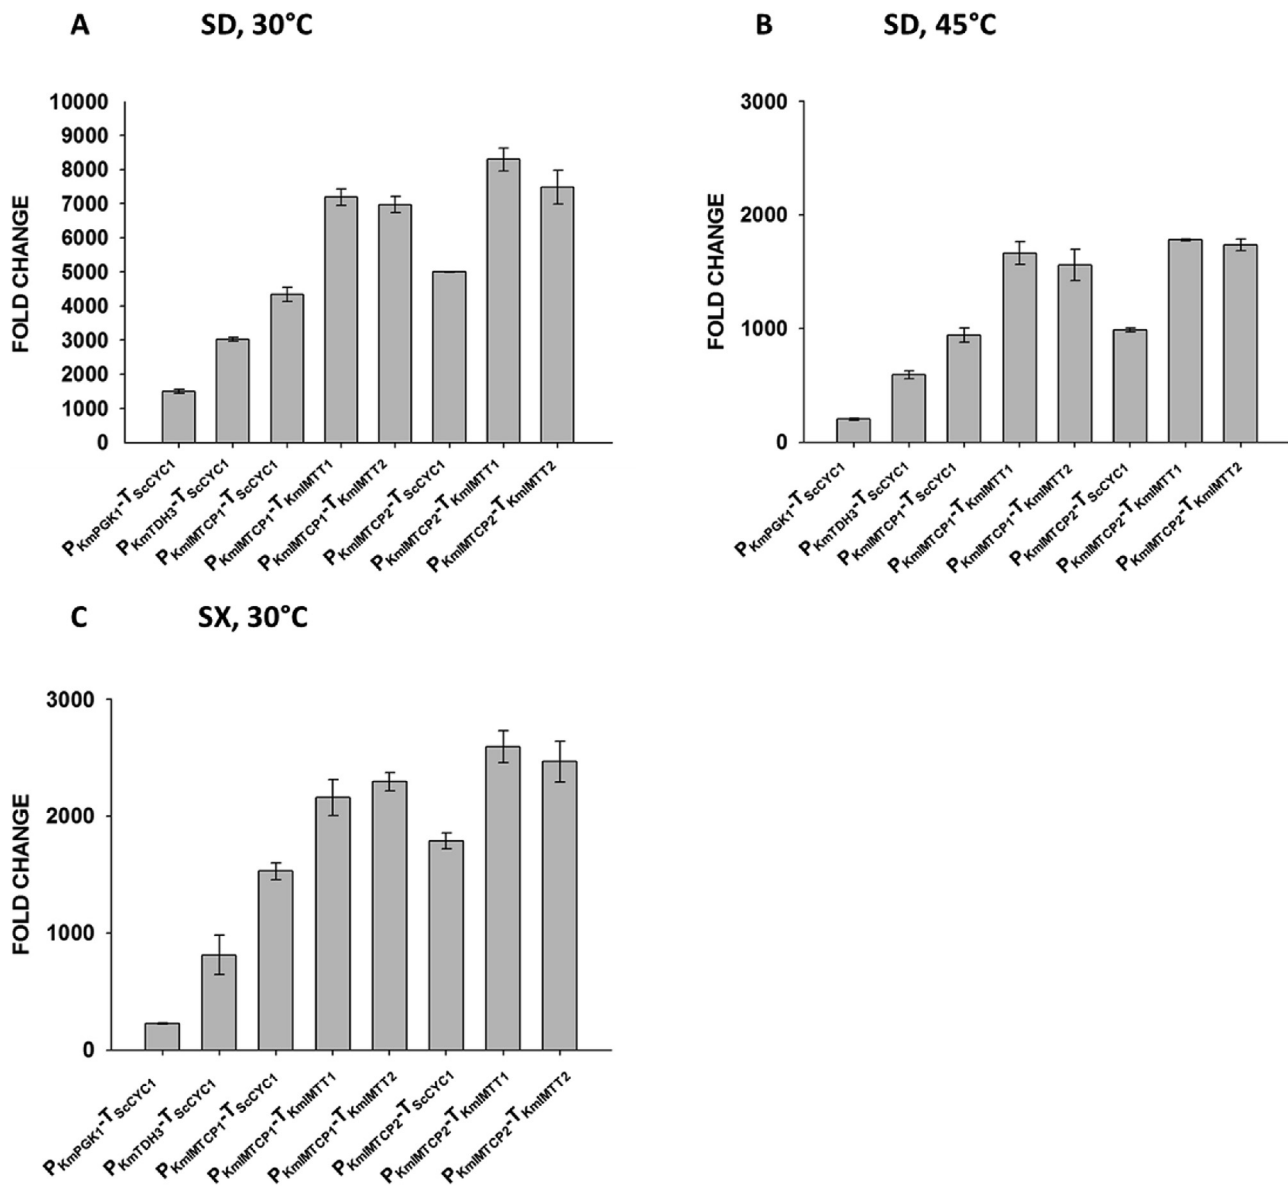 A SD, 30°C
10000
9000
8000
7000
6000
5000
4000
3000
2000
1000
0
FOLD CHANGE
PKmPGK1-TScCYC1
PKmTDH3-TScCYC1
PKmIMTCP1-TScCYC1
PKmIMTCP1-TKmIMTT1
PKmIMTCP1-TKmIMTT2
PKmIMTCP2-TScCYC1
PKmIMTCP2-TKmIMTT1
PKmIMTCP2-TKmIMTT2
B SD, 45°C
3000
2000
1000
0
FOLD CHANGE
PKmPGK1-TScCYC1
PKmTDH3-TScCYC1
PKmIMTCP1-TScCYC1
PKmIMTCP1-TKmIMTT1
PKmIMTCP1-TKmIMTT2
PKmIMTCP2-TScCYC1
PKmIMTCP2-TKmIMTT1
PKmIMTCP2-TKmIMTT2
C SX, 30°C
3000
2000
1000
0
FOLD CHANGE
PKmPGK1-TScCYC1
PKmTDH3-TScCYC1
PKmIMTCP1-TScCYC1
PKmIMTCP1-TKmIMTT1
PKmIMTCP1-TKmIMTT2
PKmIMTCP2-TScCYC1
PKmIMTCP2-TKmIMTT1
PKmIMTCP2-TKmIMTT2